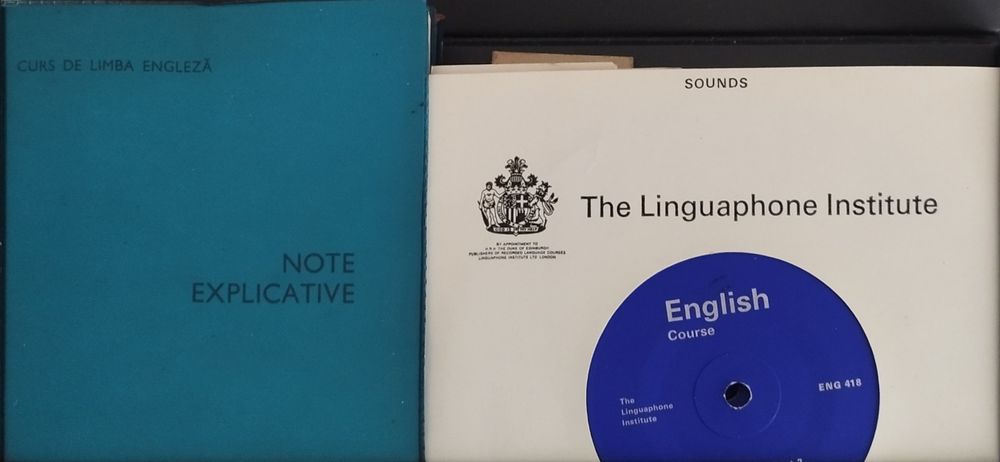 CURS DE LIMBA ENGLEZĂ
NOTE
EXPLICATIVE
SOUNDS
BY APPOINTMENT TO
H.R.H. THE DUKE OF EDINBURGH
PUBLISHERS OF RECORDED LANGUAGE COURSES
LINGUAPHONE INSTITUTE LTD LONDON
The Linguaphone Institute
English
Course
ENG 418
The
Linguaphone
Institute